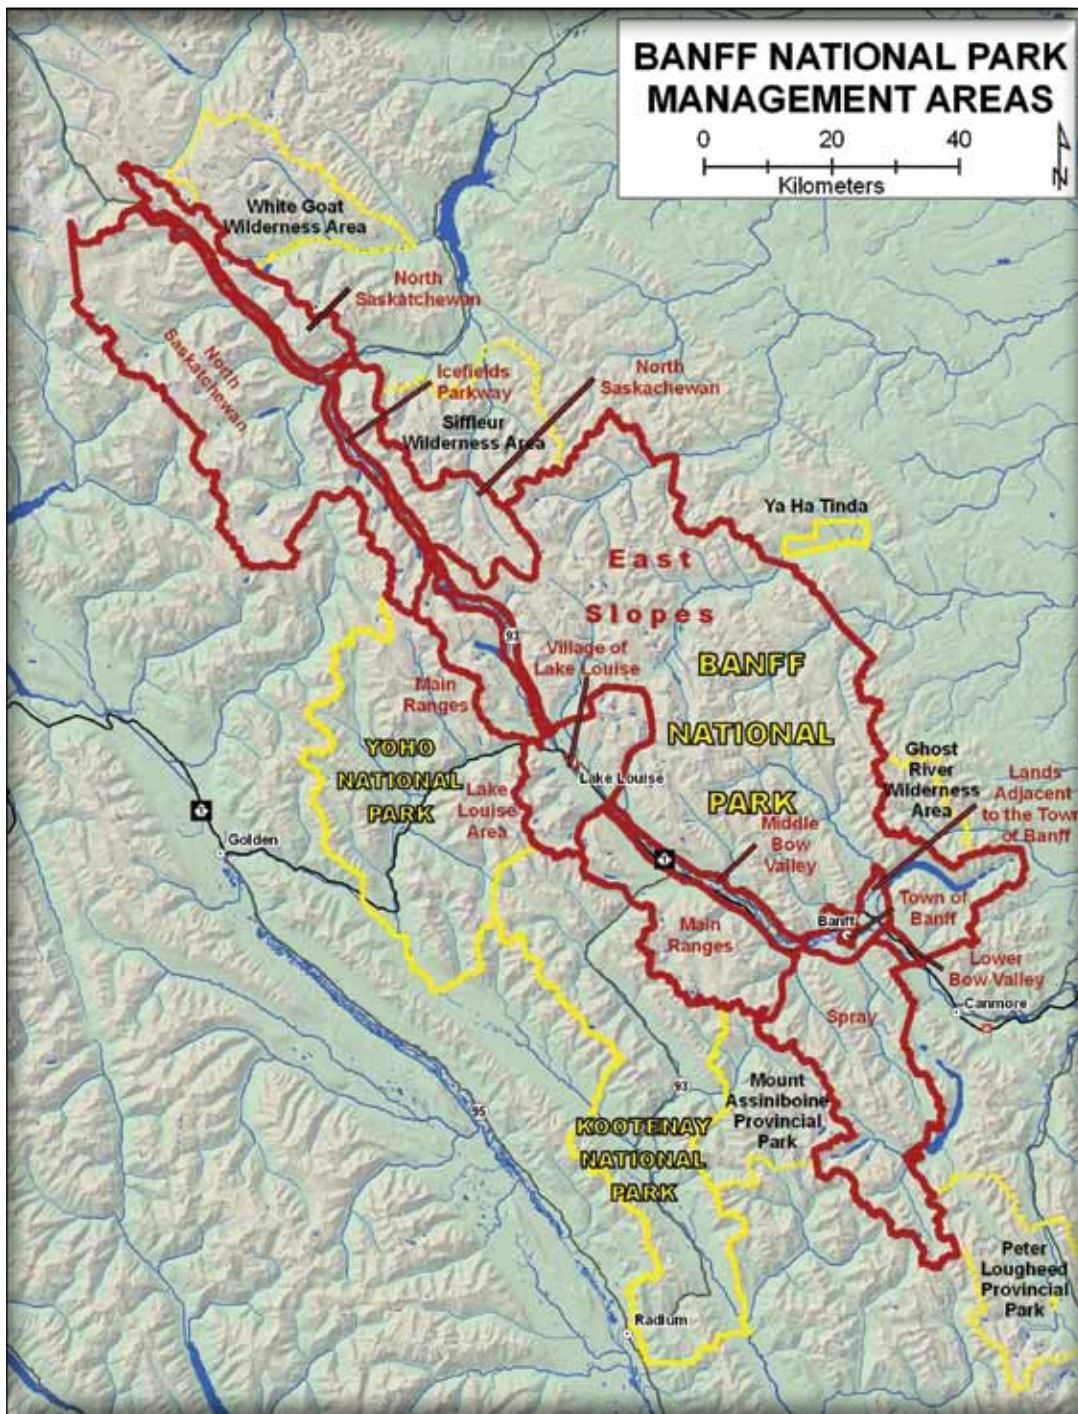 BANFF NATIONAL PARK
MANAGEMENT AREAS
0 20 40
Kilometers
N
White Goat
Wilderness Area
North
Saskatchewan
North
Saskatchewan
Icefields
Parkway
North
Saskachewan
Siffleur
Wilderness Area
Ya Ha Tinda
East
Slopes
93
Village of
Lake Louise
BANFF
NATIONAL
PARK
Main
Ranges
YOHO
NATIONAL
PARK
Lake
Louise
Area
Lake Louise
Ghost
River
Wilderness
Area
Lands
Adjacent
to the Town
of Banff
Middle
Bow
Valley
1
Golden
1
Main
Ranges
Banff
Town of
Banff
Lower
Bow Valley
Canmore
Spray
93
95
Mount
Assiniboine
Provincial
Park
KOOTENAY
NATIONAL
PARK
Peter
Lougheed
Provincial
Park
Radium